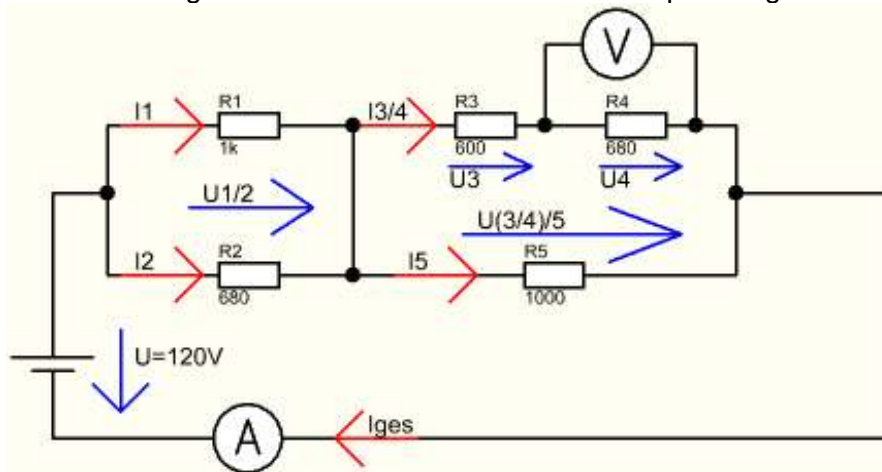 V
I1
R1
1k
I3/4
R3
600
R4
680
U3
U4
U1/2
U(3/4)/5
I2
R2
680
I5
R5
1000
U=120V
A
Iges